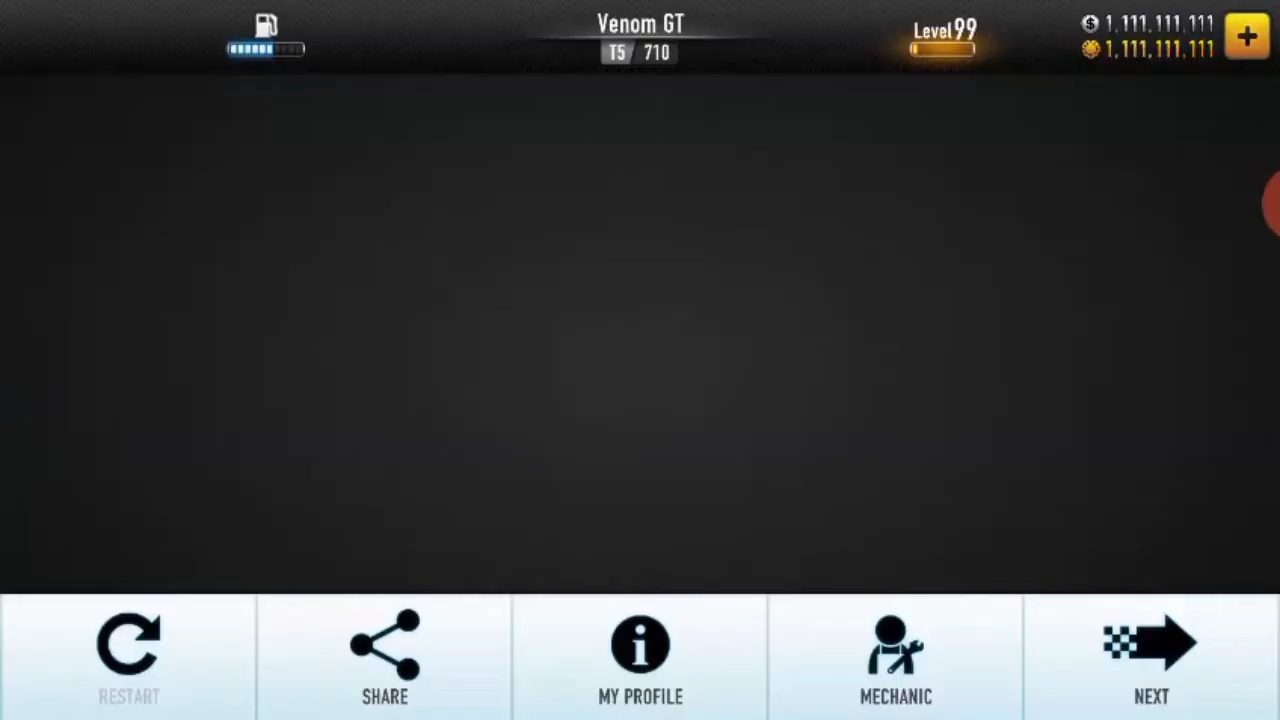 Venom GT
T5 710
Level 99
1,111,111,111
1,111,111,111
RESTART
SHARE
MY PROFILE
MECHANIC
NEXT